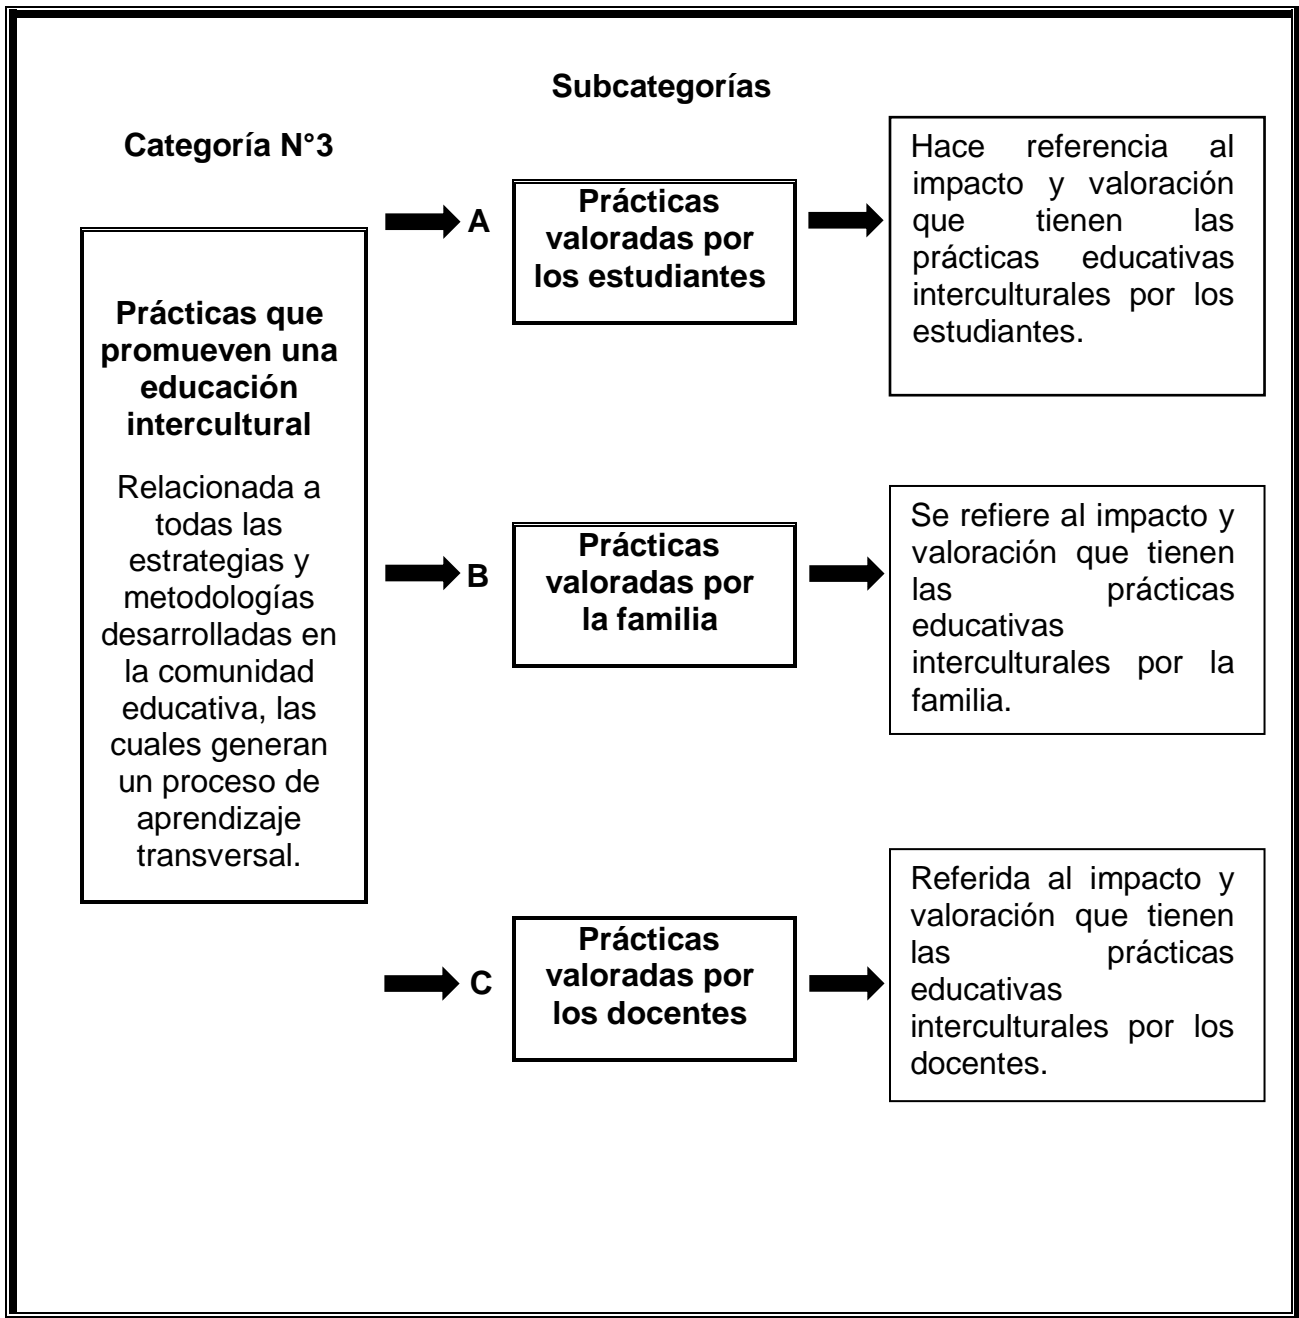 Subcategorías
Categoría N°3
Prácticas que
promueven una
educación
intercultural
Relacionada a
todas las
estrategias y
metodologías
desarrolladas en
la comunidad
educativa, las
cuales generan
un proceso de
aprendizaje
transversal.
A
Prácticas
valoradas por
los estudiantes
Hace referencia al
impacto y valoración
que tienen las
prácticas educativas
interculturales por los
estudiantes.
B
Prácticas
valoradas por
la familia
Se refiere al impacto y
valoración que tienen
las prácticas
educativas
interculturales por la
familia.
C
Prácticas
valoradas por
los docentes
Referida al impacto y
valoración que tienen
las prácticas
educativas
interculturales por los
docentes.